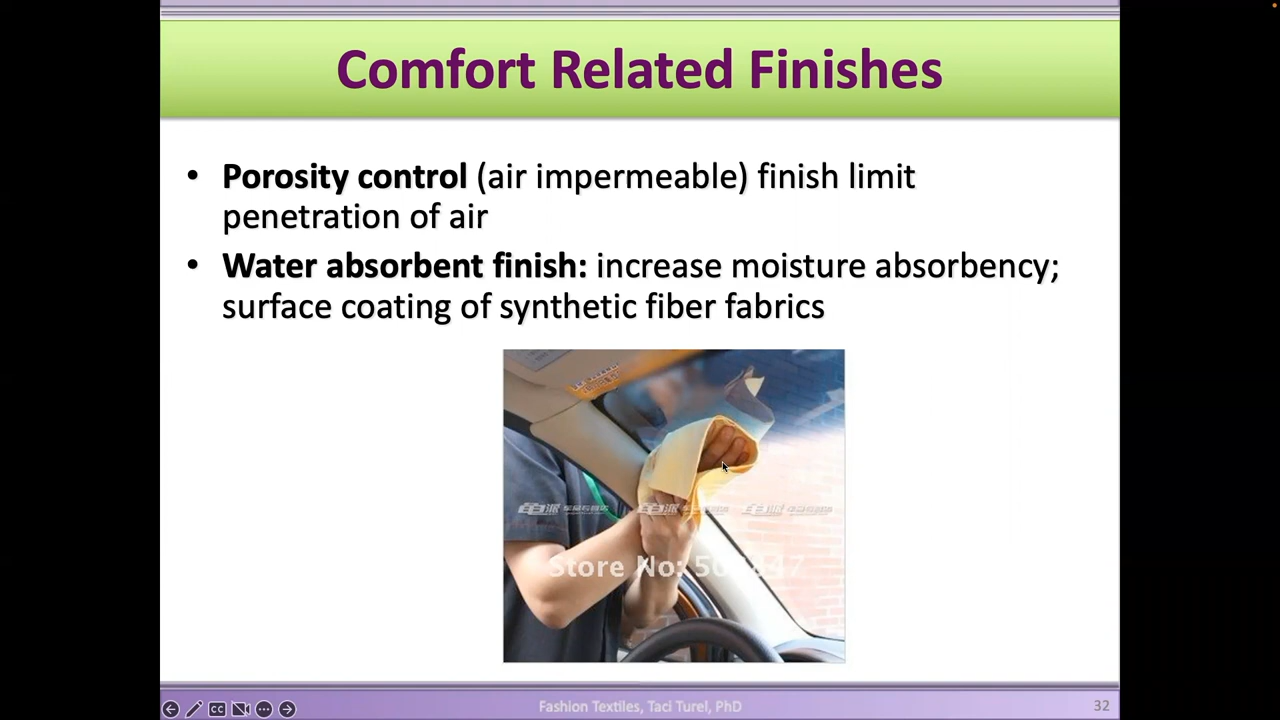 Comfort Related Finishes
• Porosity control (air impermeable) finish limit
penetration of air
• Water absorbent finish: increase moisture absorbency;
surface coating of synthetic fiber fabrics
Store No:
CC
Fashion Textiles, Taci Turel, PhD
32